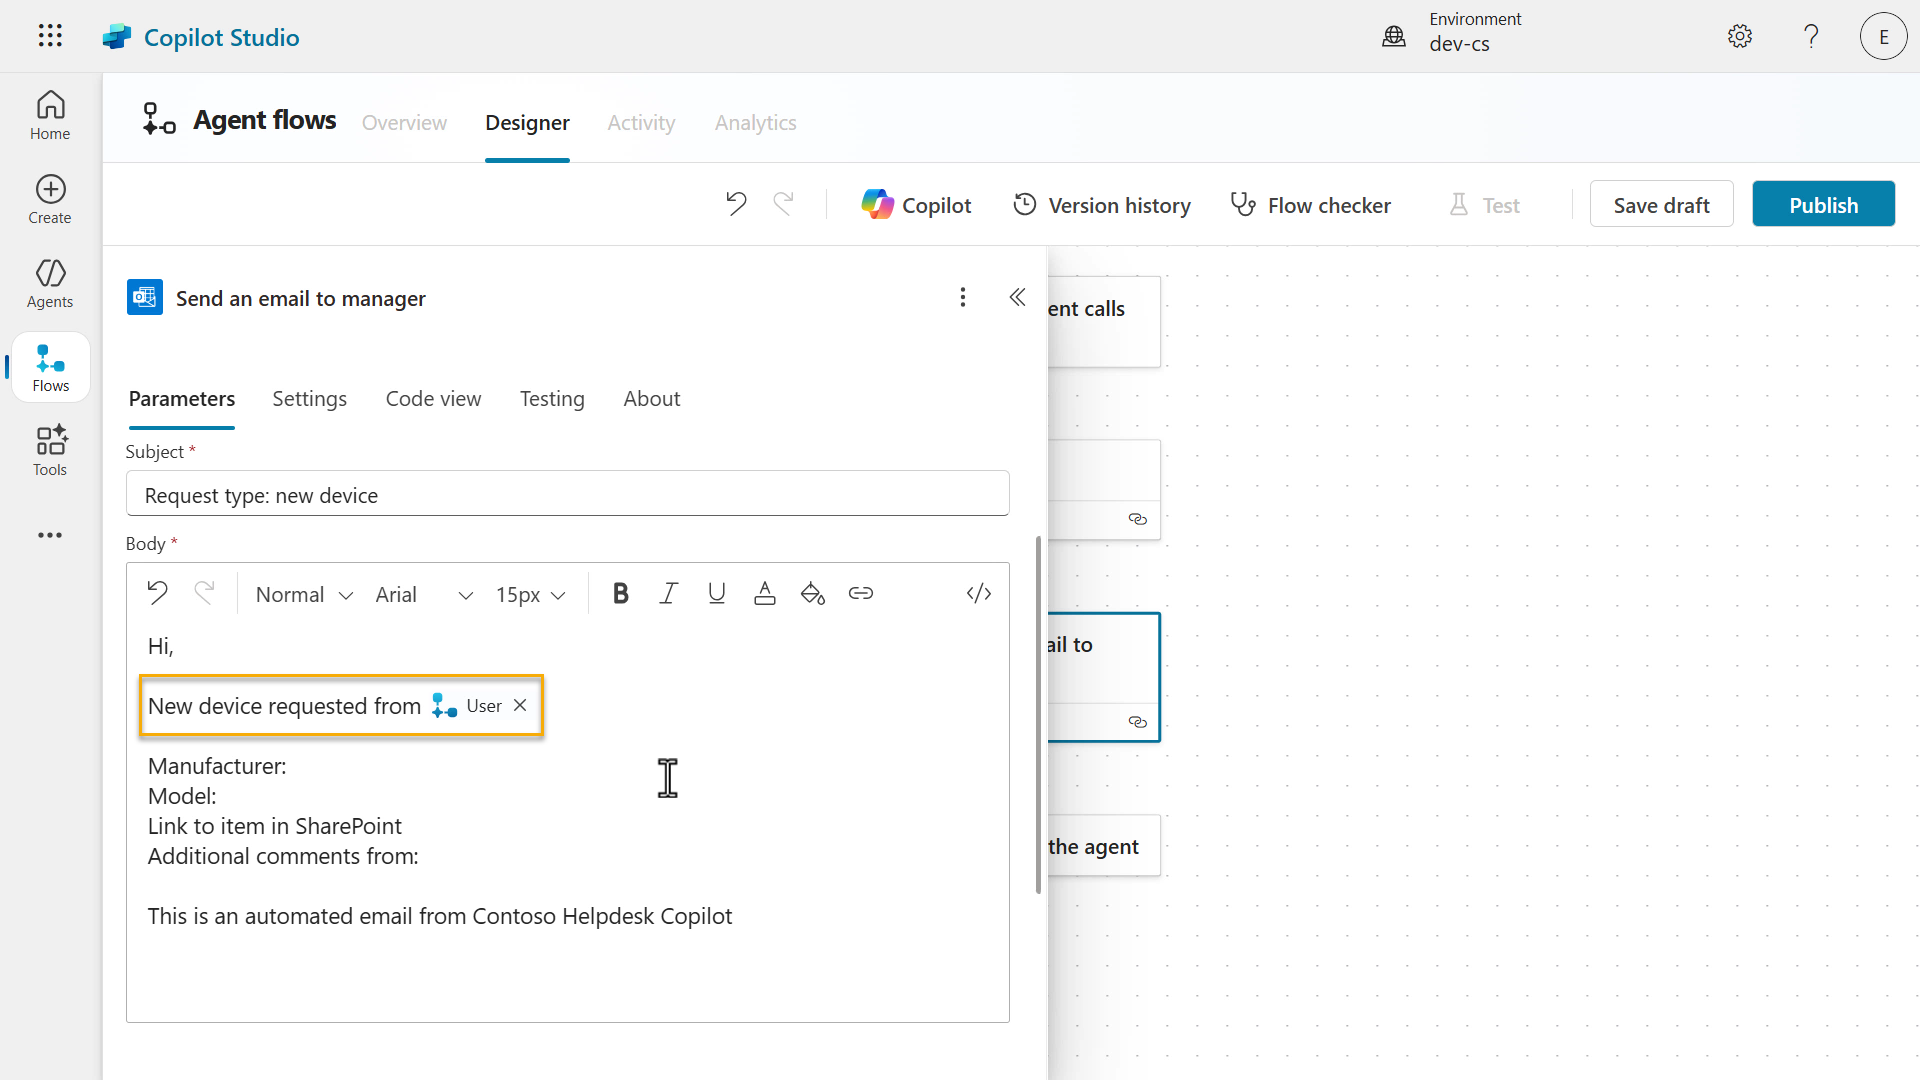 Copilot Studio
Environment
dev-cs
E
Home
Create
Agents
Flows
Tools
Agent flows
Overview
Designer
Activity
Analytics
Copilot
Version history
Flow checker
Test
Save draft
Publish
Send an email to manager
Parameters
Settings
Code view
Testing
About
Subject *
Request type: new device
Body *
Normal
Arial
15px
Hi,
New device requested from User
Manufacturer:
Model:
Link to item in SharePoint
Additional comments from:
This is an automated email from Contoso Helpdesk Copilot
ent calls
ail to
the agent